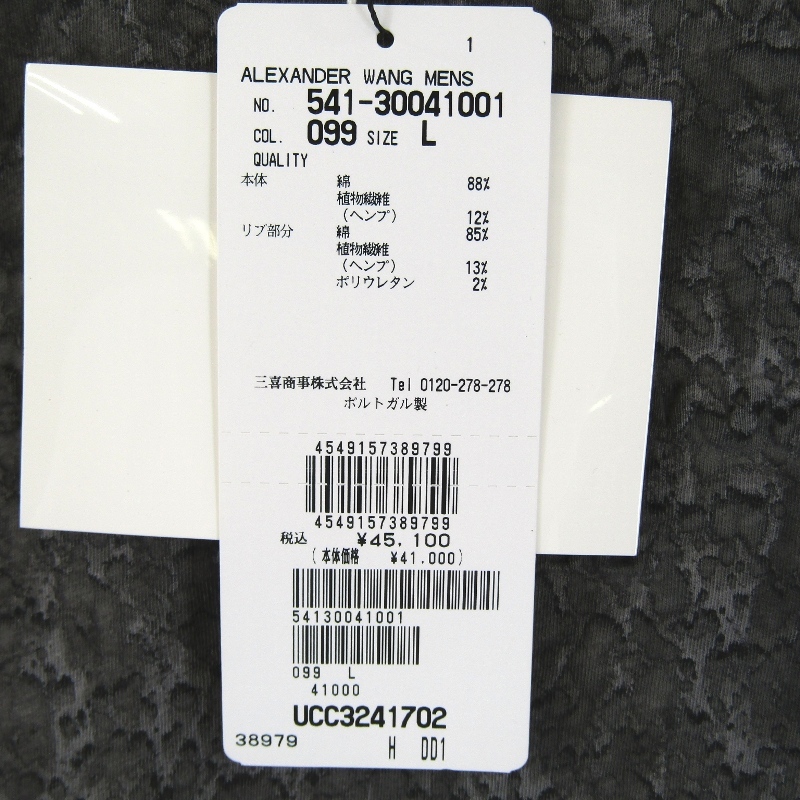 1
ALEXANDER WANG MENS
NO. 541-30041001
COL. 099 SIZE L
QUALITY
本体 綿 88%
植物繊維
(ヘンプ) 12%
リブ部分 綿 85%
植物繊維
(ヘンプ) 13%
ポリウレタン 2%
三喜商事株式会社 Tel 0120-278-278
ポルトガル製
4549157389799
4549157389799
税込 ¥45,100
(本体価格 ¥41,000)
54130041001
099 L
41000
UCC3241702
38979 H DD1